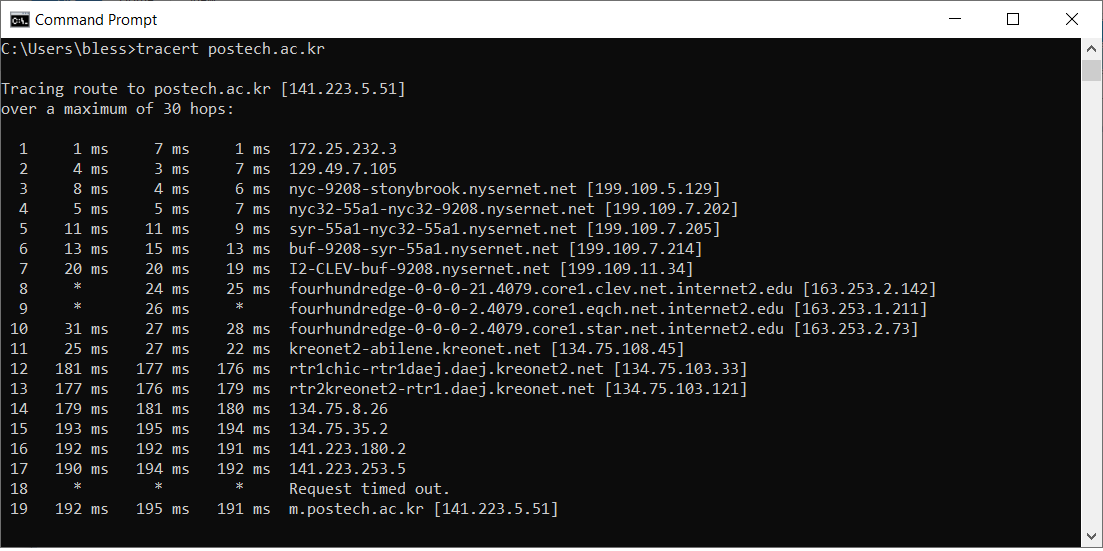 Command Prompt
C:\Users\bless>tracert postech.ac.kr
Tracing route to postech.ac.kr [141.223.5.51]
over a maximum of 30 hops:
1 1 ms 7 ms 1 ms 172.25.232.3
2 4 ms 3 ms 7 ms 129.49.7.105
3 8 ms 4 ms 6 ms nyc-9208-stonybrook.nysernet.net [199.109.5.129]
4 5 ms 5 ms 7 ms nyc32-55a1-nyc32-9208.nysernet.net [199.109.7.202]
5 11 ms 11 ms 9 ms syr-55a1-nyc32-55a1.nysernet.net [199.109.7.205]
6 13 ms 15 ms 13 ms buf-9208-syr-55a1.nysernet.net [199.109.7.214]
7 20 ms 20 ms 19 ms I2-CLEV-buf-9208.nysernet.net [199.109.11.34]
8 * 24 ms 25 ms fourhundredge-0-0-0-21.4079.core1.clev.net.internet2.edu [163.253.2.142]
9 * 26 ms * fourhundredge-0-0-0-2.4079.core1.eqch.net.internet2.edu [163.253.1.211]
10 31 ms 27 ms 28 ms fourhundredge-0-0-0-2.4079.core1.star.net.internet2.edu [163.253.2.73]
11 25 ms 27 ms 22 ms kreonet2-abilene.kreonet.net [134.75.108.45]
12 181 ms 177 ms 176 ms rtr1chic-rtr1daej.daej.kreonet2.net [134.75.103.33]
13 177 ms 176 ms 179 ms rtr2kreonet2-rtr1.daej.kreonet.net [134.75.103.121]
14 179 ms 181 ms 180 ms 134.75.8.26
15 193 ms 195 ms 194 ms 134.75.35.2
16 192 ms 192 ms 191 ms 141.223.180.2
17 190 ms 194 ms 192 ms 141.223.253.5
18 * * * Request timed out.
19 192 ms 195 ms 191 ms m.postech.ac.kr [141.223.5.51]